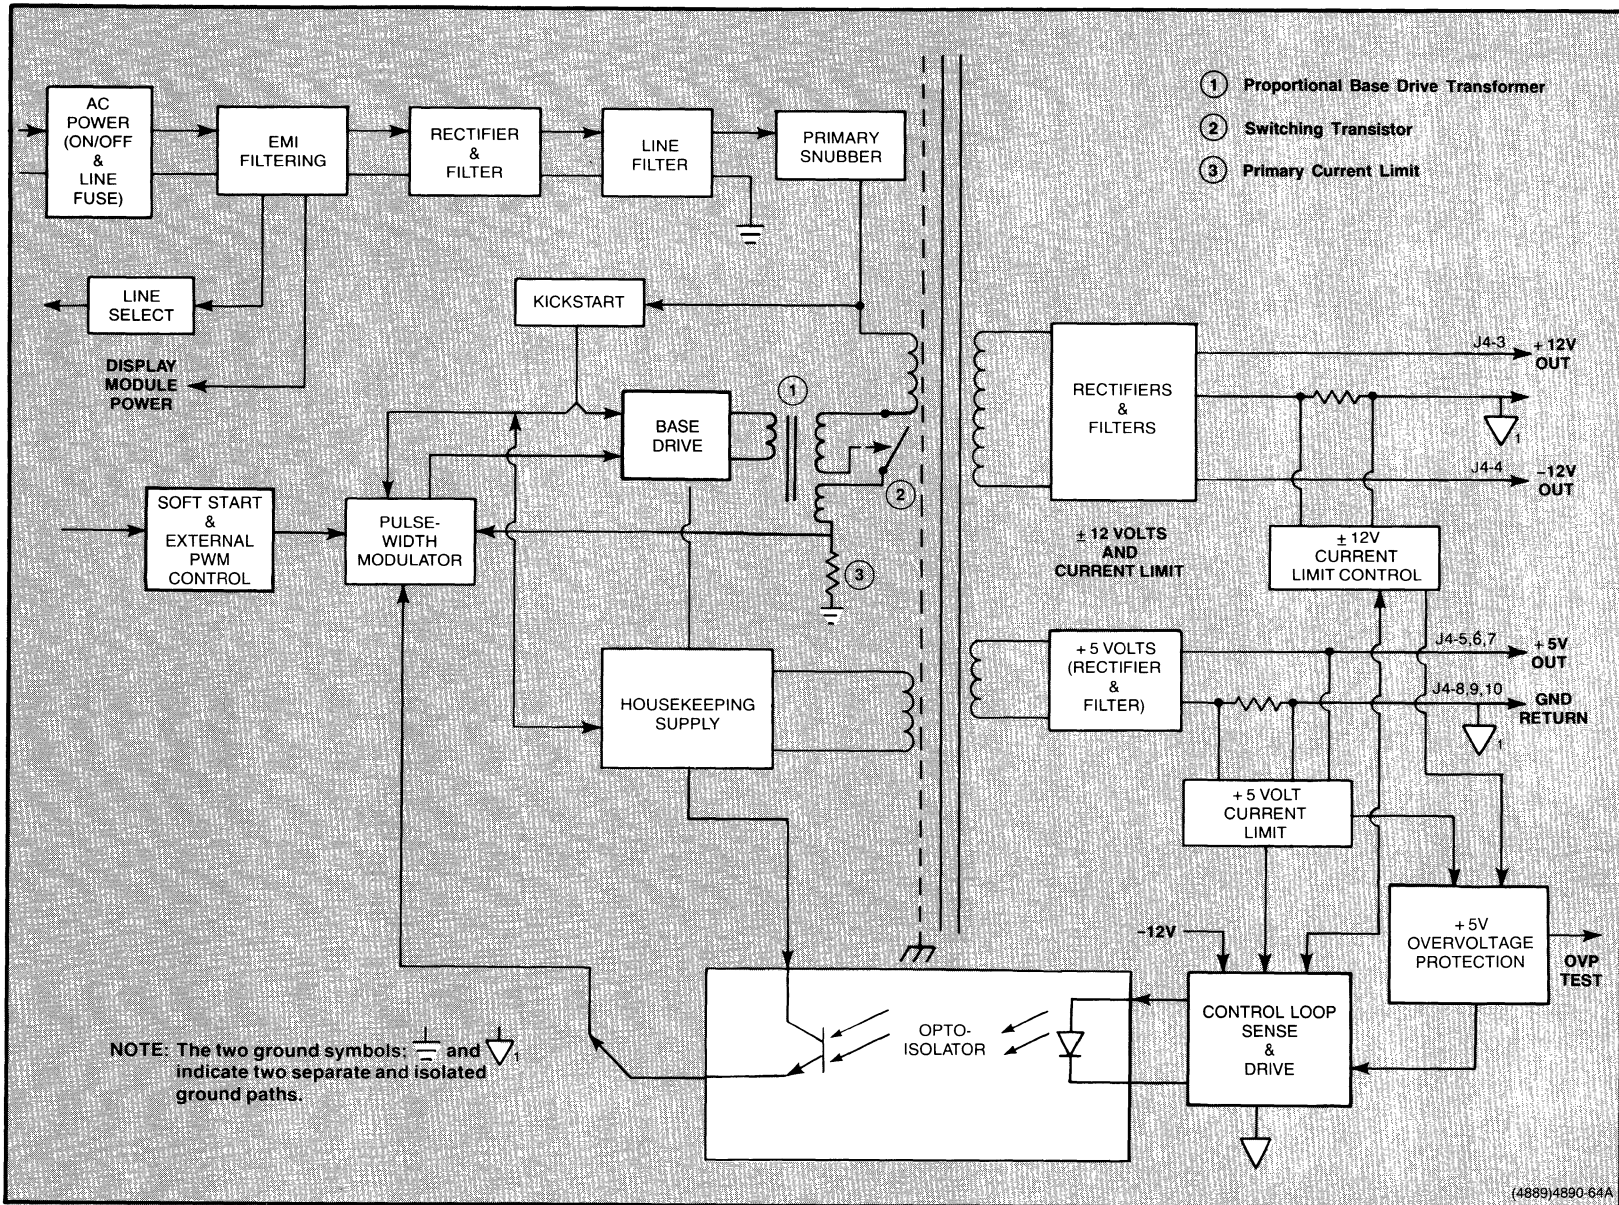 AC
POWER
(ON/OFF
&
LINE
FUSE)
EMI
FILTERING
RECTIFIER
&
FILTER
LINE
FILTER
PRIMARY
SNUBBER
1 Proportional Base Drive Transformer
2 Switching Transistor
3 Primary Current Limit
LINE
SELECT
DISPLAY
MODULE
POWER
KICKSTART
BASE
DRIVE
1
2
3
SOFT START
&
EXTERNAL
PWM
CONTROL
PULSE-
WIDTH
MODULATOR
HOUSEKEEPING
SUPPLY
RECTIFIERS
&
FILTERS
J4-3
+12V
OUT
1
J4-4
-12V
OUT
± 12 VOLTS
AND
CURRENT LIMIT
± 12V
CURRENT
LIMIT CONTROL
+5 VOLTS
(RECTIFIER
&
FILTER)
J4-5,6,7
+5V
OUT
J4-8,9,10
GND
RETURN
1
+5 VOLT
CURRENT
LIMIT
-12V
+5V
OVERVOLTAGE
PROTECTION
OVP
TEST
CONTROL LOOP
SENSE
&
DRIVE
OPTO-
ISOLATOR
NOTE: The two ground symbols; and 1
indicate two separate and isolated
ground paths.
(4889)4890-64A